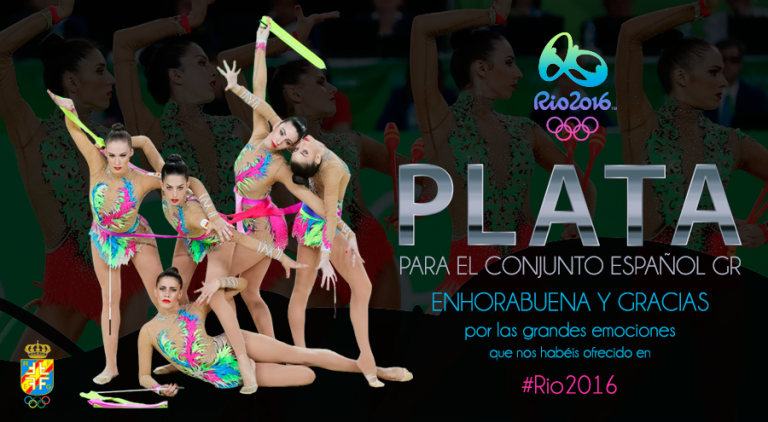 Rio2016
PLATA
PARA EL CONJUNTO ESPAÑOL GR
ENHORABUENA Y GRACIAS
por las grandes emociones
que nos habéis ofrecido en
#Rio2016